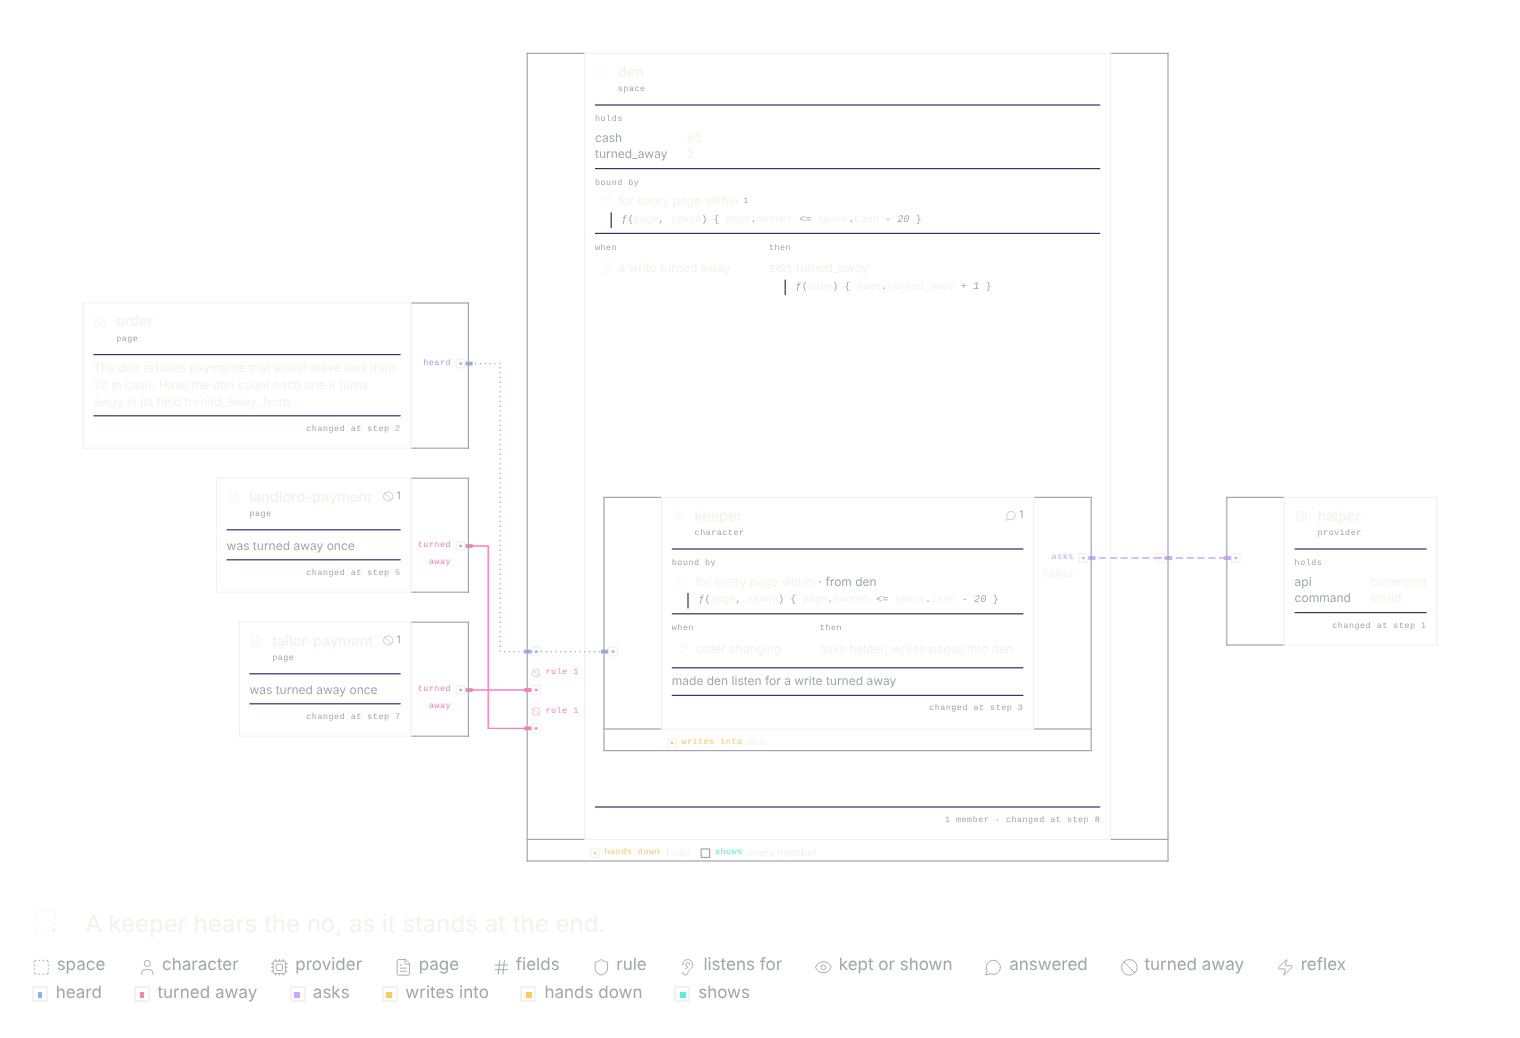 den
space
holds
cash 80
turned_away 2
bound by
for every page within 1
ƒ(page, space) { page.amount <= space.cash - 20 }
when then
a write turned away sets turned_away
ƒ(page) { page.turned_away + 1 }
order
page
The den refuses payments that would leave less than
20 in cash. Have the den count each one it turns
away in its field turned_away, from…
changed at step 2
heard
landlord-payment 1
page
was turned away once
changed at step 5
turned
away
tailor-payment 1
page
was turned away once
changed at step 7
turned
away
rule 1
rule 1
keeper 1
character
bound by
for every page within · from den
ƒ(page, space) { page.amount <= space.cash - 20 }
when then
order changing asks helper, writes pages into den
made den listen for a write turned away
changed at step 3
writes into den
asks
helper
helper
provider
holds
api command
command stand
changed at step 1
1 member · changed at step 8
hands down 1 rule shows every member
A keeper hears the no, as it stands at the end.
space character provider page fields rule listens for kept or shown answered turned away reflex
heard turned away asks writes into hands down shows